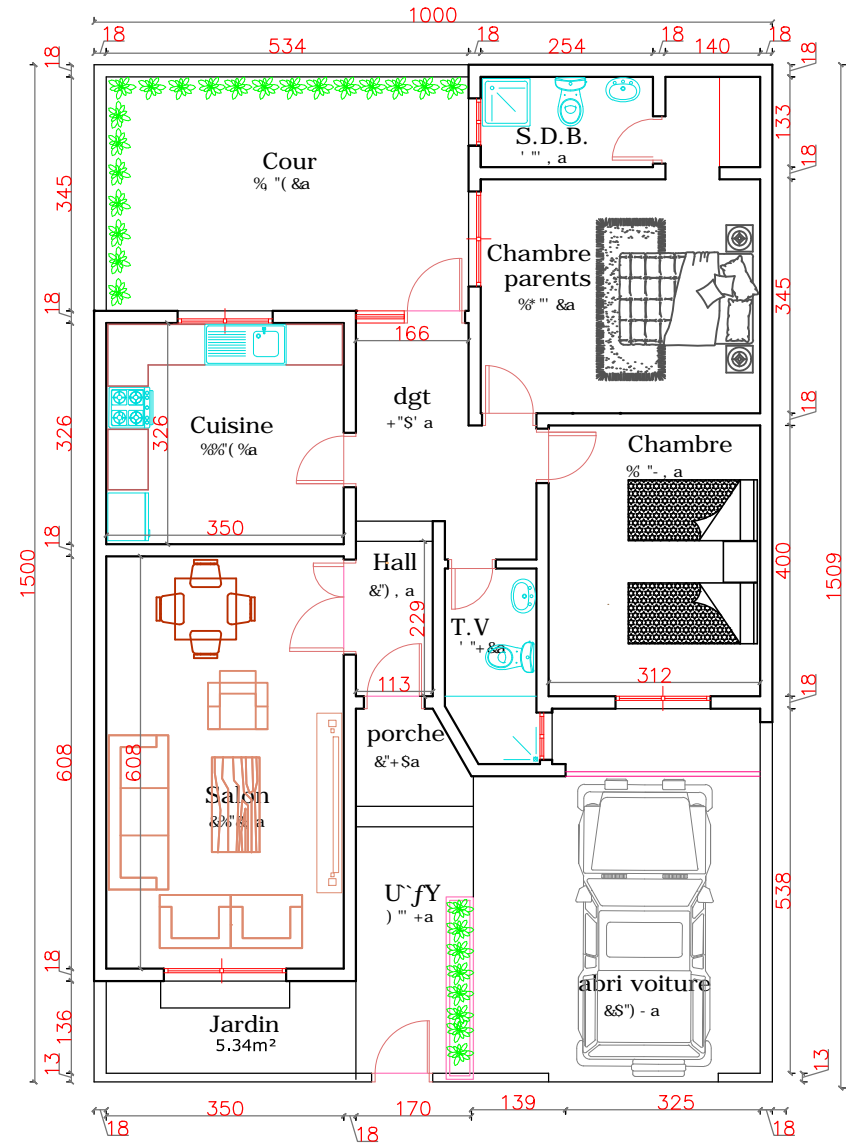 1000
18
18
18
18
534
254
140
18
Cour
S.D.B.
133
18
345
Chambre
parents
345
18
166
18
dgt
Cuisine
Chambre
326
326
350
18
1500
1509
400
Hall
229
T.V
113
312
18
porche
608
608
Salon
538
18
abri voiture
Jardin
5.34m²
136
13
13
350
170
139
325
18
18
18